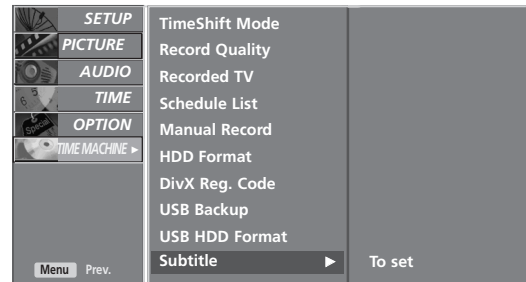 SETUP
PICTURE
AUDIO
TIME
OPTION
TIME MACHINE ►
Menu Prev.
TimeShift Mode
Record Quality
Recorded TV
Schedule List
Manual Record
HDD Format
DivX Reg. Code
USB Backup
USB HDD Format
Subtitle ► To set
Special